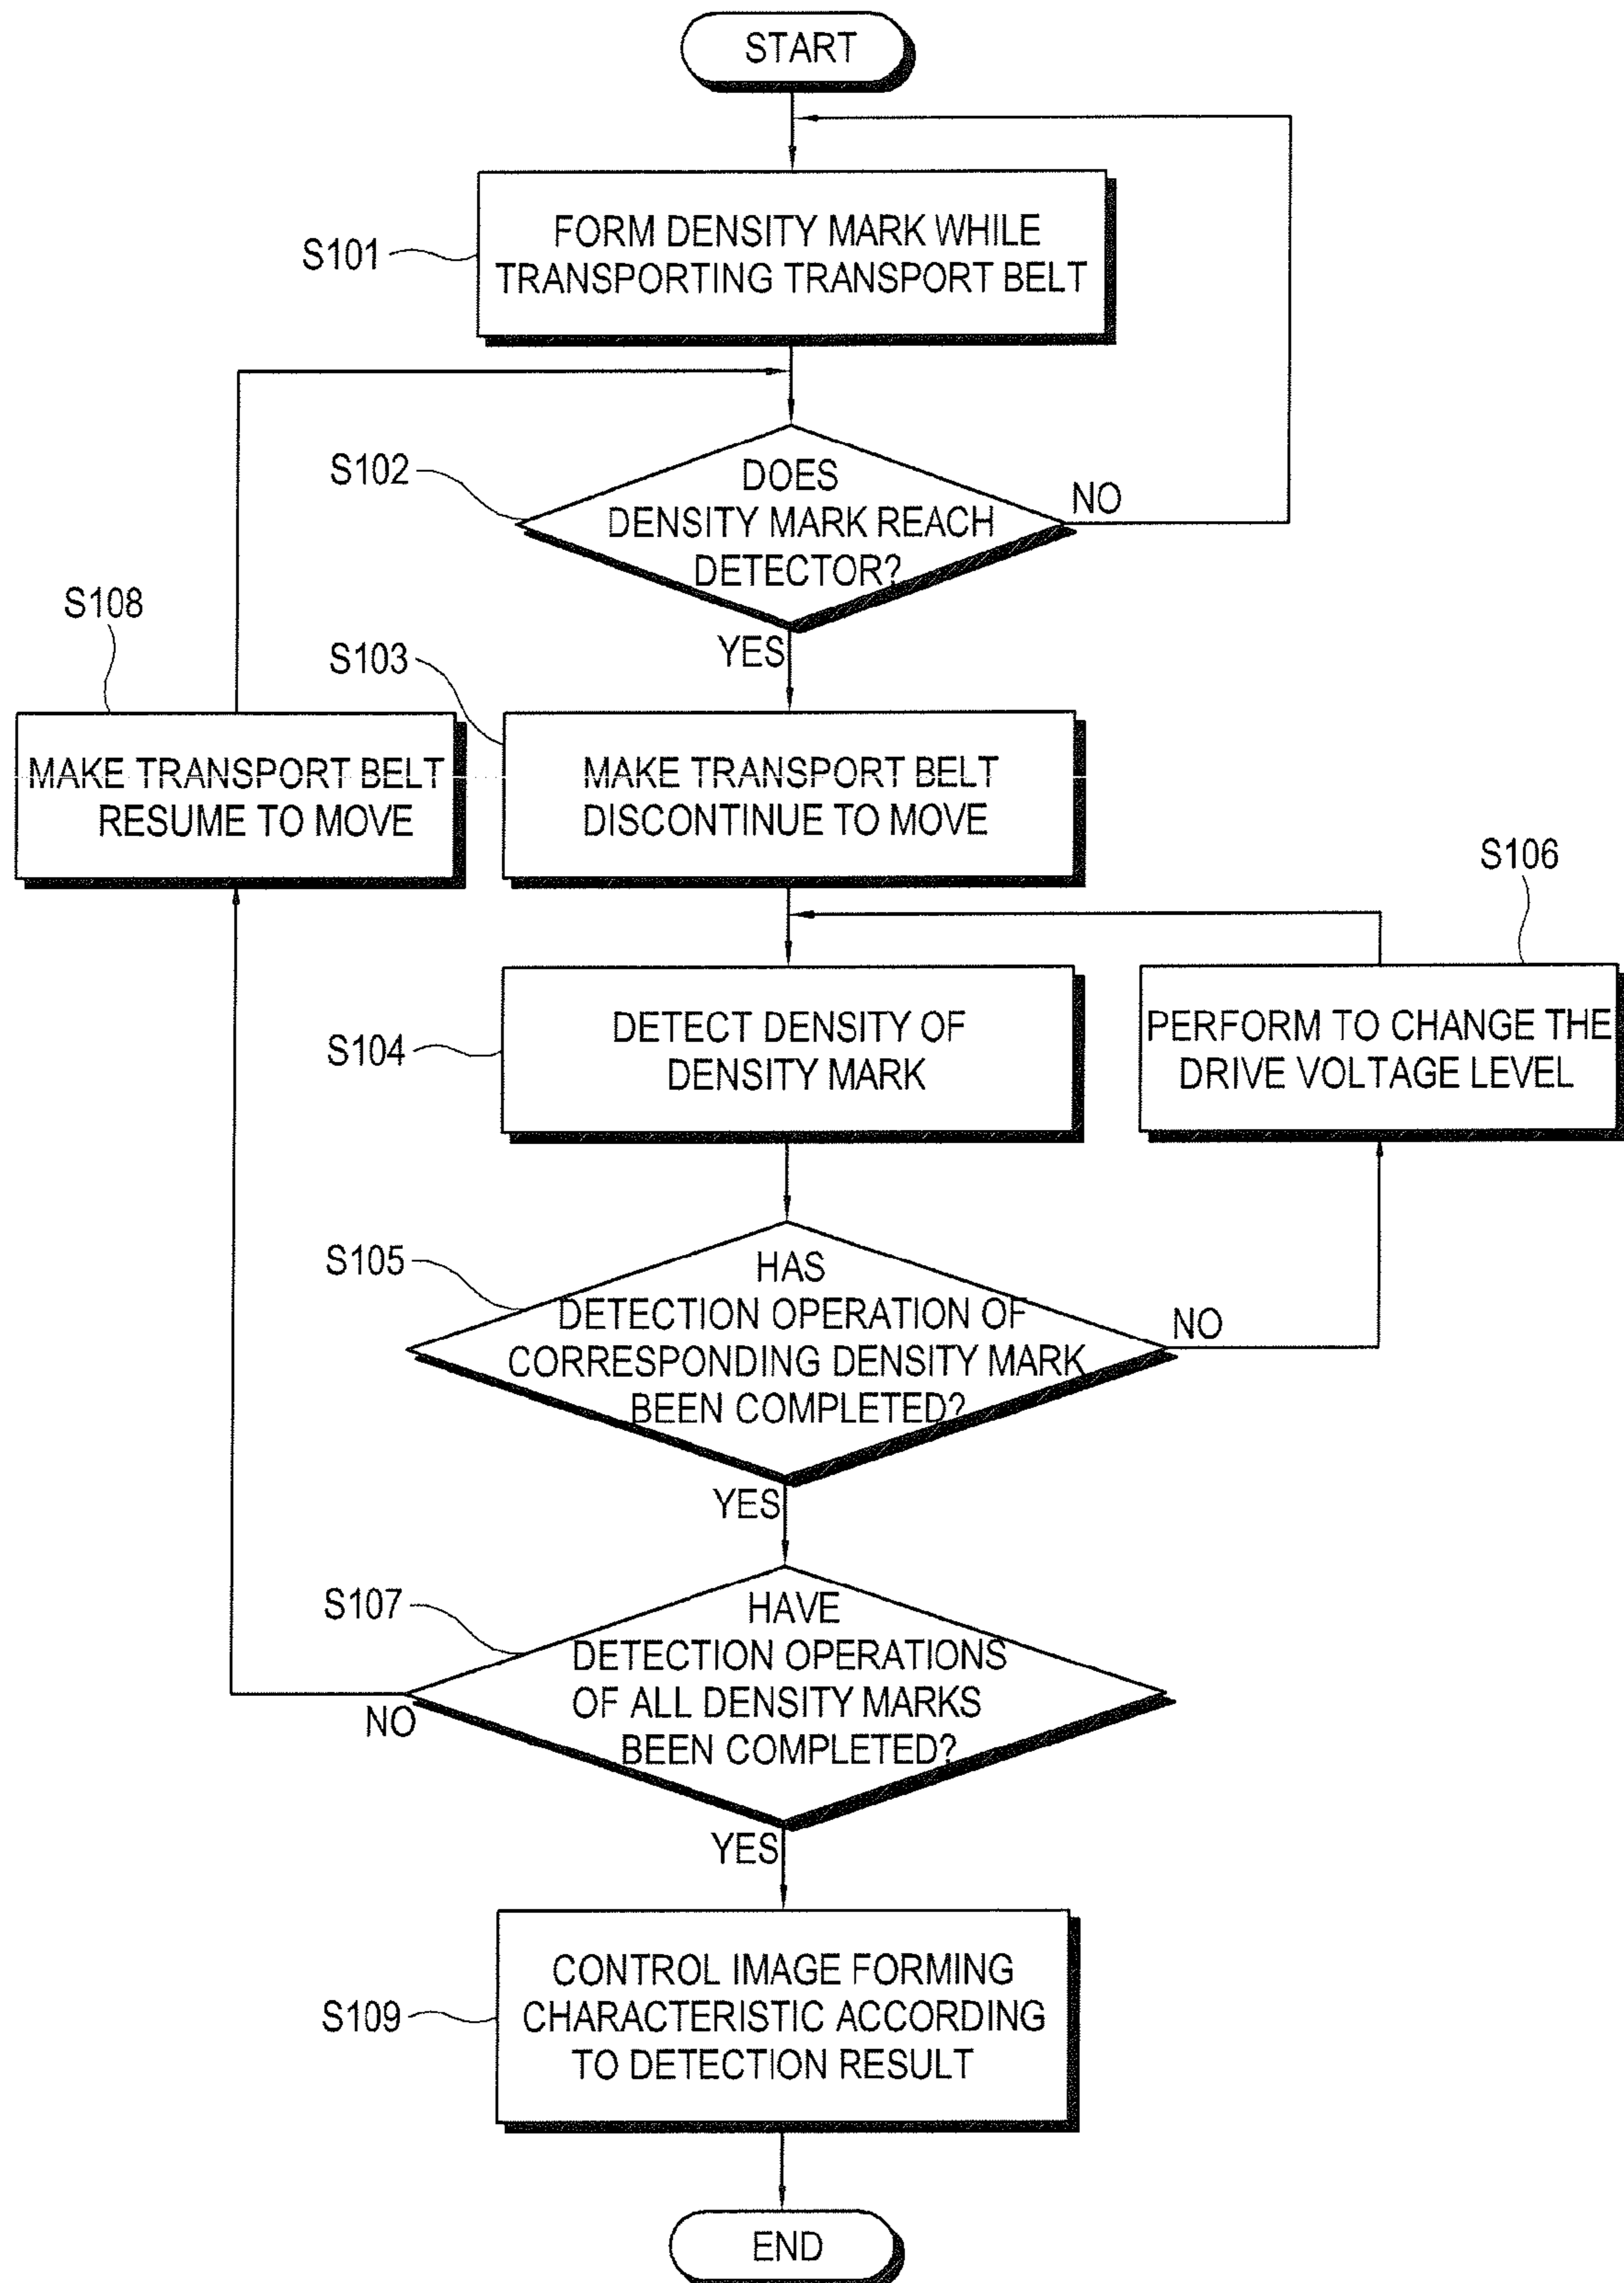 START
S101
FORM DENSITY MARK WHILE
TRANSPORTING TRANSPORT BELT
S102
DOES
DENSITY MARK REACH
DETECTOR?
NO
YES
S108
MAKE TRANSPORT BELT
RESUME TO MOVE
S103
MAKE TRANSPORT BELT
DISCONTINUE TO MOVE
S104
DETECT DENSITY OF
DENSITY MARK
S106
PERFORM TO CHANGE THE
DRIVE VOLTAGE LEVEL
S105
HAS
DETECTION OPERATION OF
CORRESPONDING DENSITY MARK
BEEN COMPLETED?
NO
YES
S107
HAVE
DETECTION OPERATIONS
OF ALL DENSITY MARKS
BEEN COMPLETED?
NO
YES
S109
CONTROL IMAGE FORMING
CHARACTERISTIC ACCORDING
TO DETECTION RESULT
END